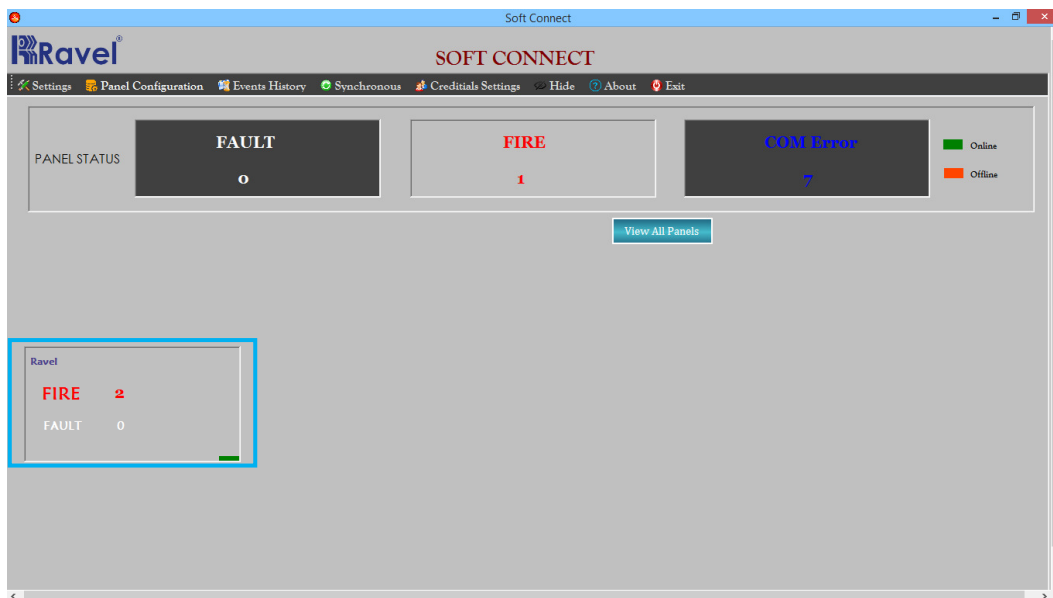 Soft Connect
Ravel®
SOFT CONNECT
Settings Panel Configuration Events History Synchronous Creditials Settings Hide About Exit
PANEL STATUS
FAULT
0
FIRE
1
COM Error
7
Online
Offline
View All Panels
Ravel
FIRE 2
FAULT 0